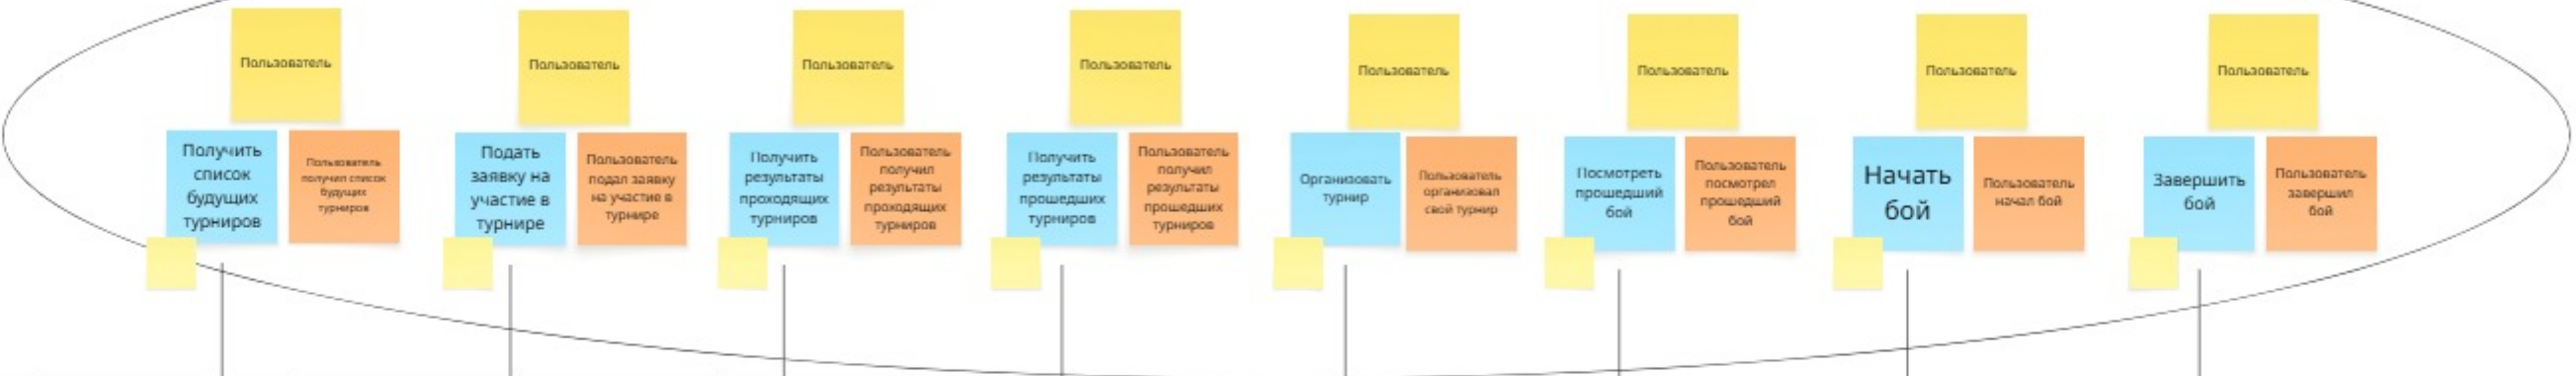 Пользователь
Получить
список
будущих
турниров
Пользователь
получил список
будущих
турниров
Пользователь
Подать
заявку на
участие в
турнире
Пользователь
подал заявку
на участие в
турнире
Пользователь
Получить
результаты
проходящих
турниров
Пользователь
получил
результаты
проходящих
турниров
Пользователь
Получить
результаты
прошедших
турниров
Пользователь
получил
результаты
прошедших
турниров
Пользователь
Организовать
турнир
Пользователь
организовал
свой турнир
Пользователь
Посмотреть
прошедший
бой
Пользователь
посмотрел
прошедший
бой
Пользователь
Начать
бой
Пользователь
начал бой
Пользователь
Завершить
бой
Пользователь
завершил
бой